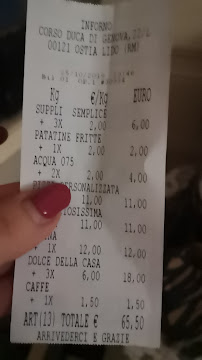 INFORNO
CORSO DUCA DI GENOVA,22/L
00121 OSTIA LIDO (RM)
Kg €/Kg EURO
SUPPLI SEMPLICE
+ 3X 2,00 6,00
PATATINE FRITTE
+ 1X 2,00 2,00
ACQUA 075
+ 2X 2,00 4,00
PERSONALIZZATA
11,00 11,00
TOSISSIMA
11,00 11,00
NA
+ 1X 12,00 12,00
DOLCE DELLA CASA
+ 3X 6,00 18,00
CAFFE
+ 1X 1,50 1,50
ART(13) TOTALE € 65,50
ARRIVEDERCI E GRAZIE